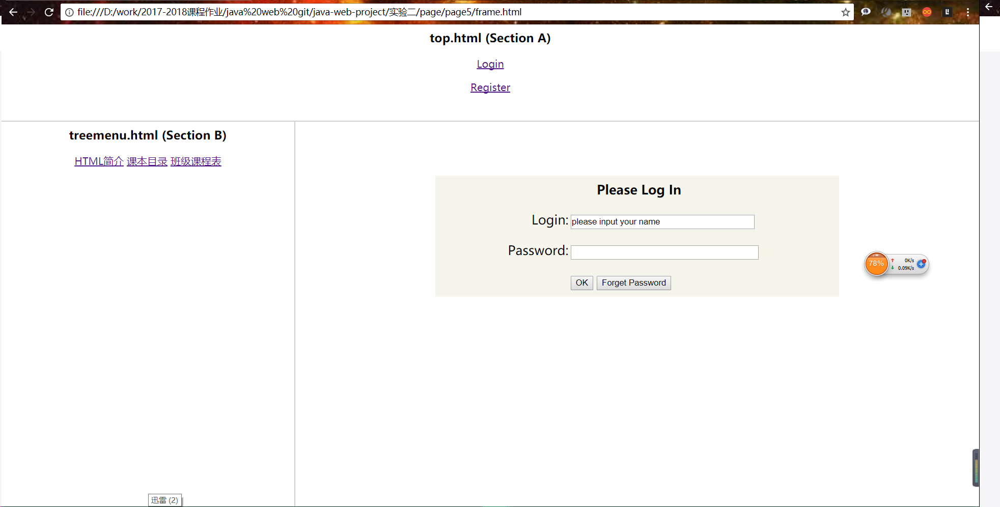 file:///D:/work/2017-2018课程作业/java%20web%20git/java-web-project/实验二/page/page5/frame.html
top.html (Section A)
Login
Register
treemenu.html (Section B)
HTML简介 课本目录 班级课程表
Please Log In
Login: please input your name
Password:
OK Forget Password
78%
0K/s
0.09K/s
迅雷 (2)